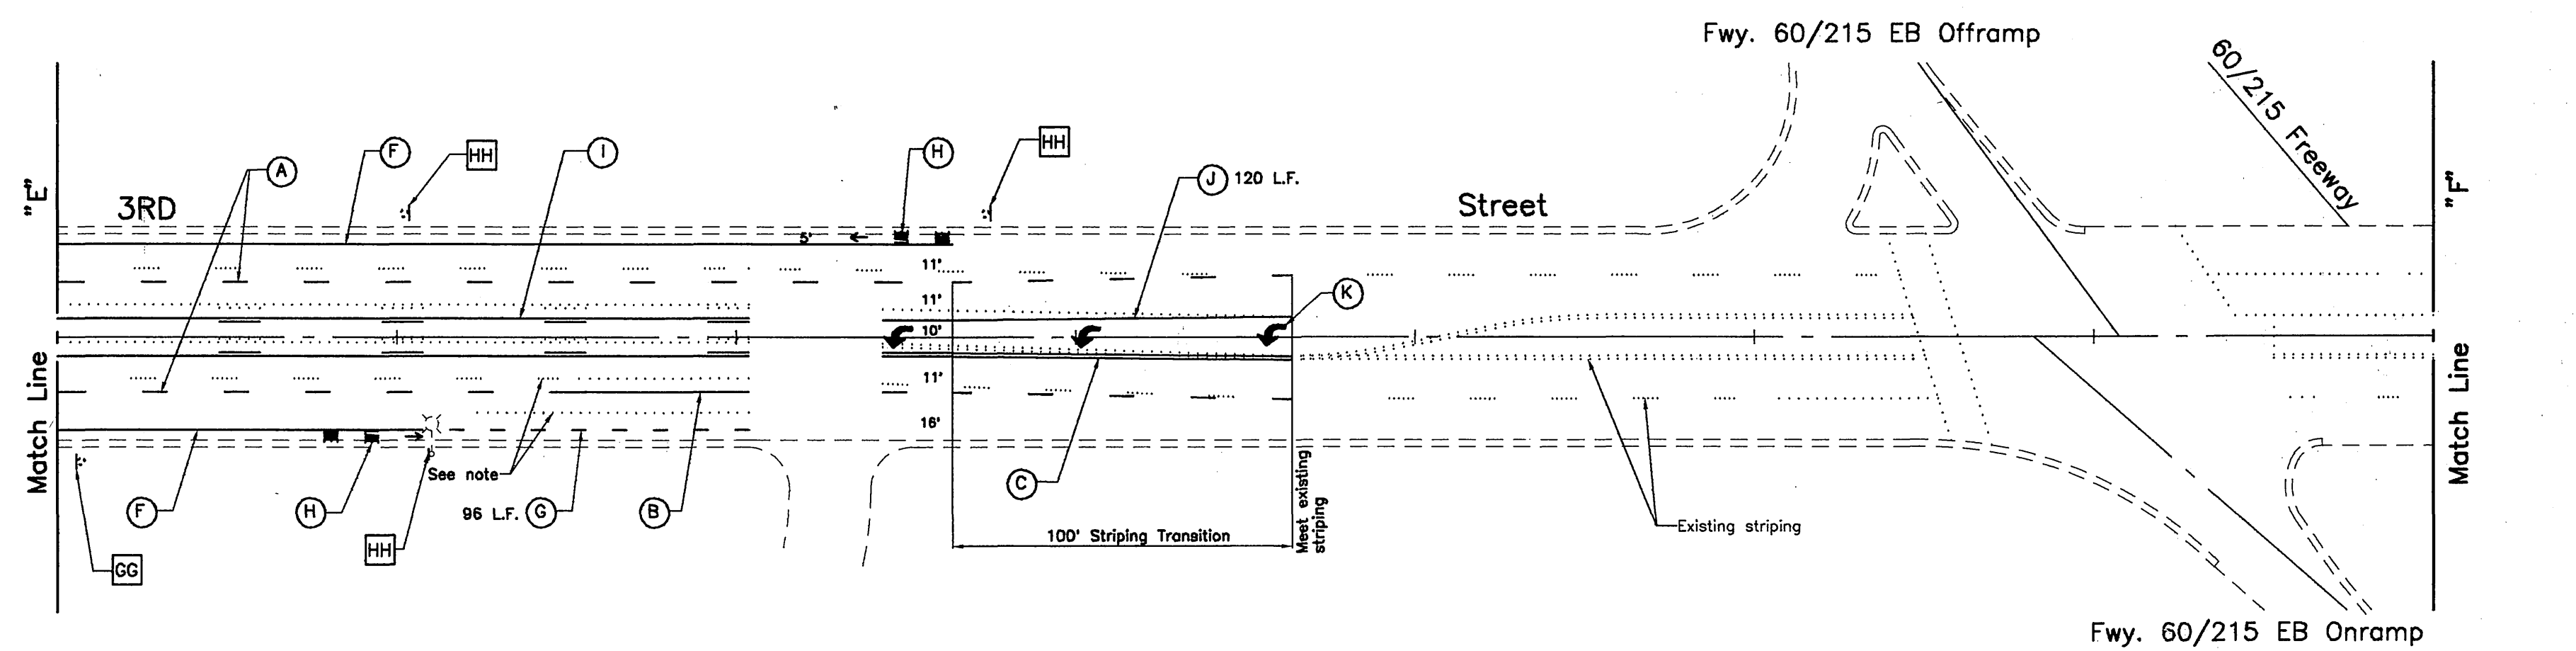 Fwy. 60/215 EB Offramp
60/215 Freeway
"E"
"F"
3RD
Street
A
F
HH
I
H
HH
J 120 L.F.
K
5'
11'
11'
10'
11'
16'
Match Line
Match Line
See note
F
H
HH
96 L.F. G
B
C
GG
100' Striping Transition
Meet existing
striping
Existing striping
Fwy. 60/215 EB Onramp